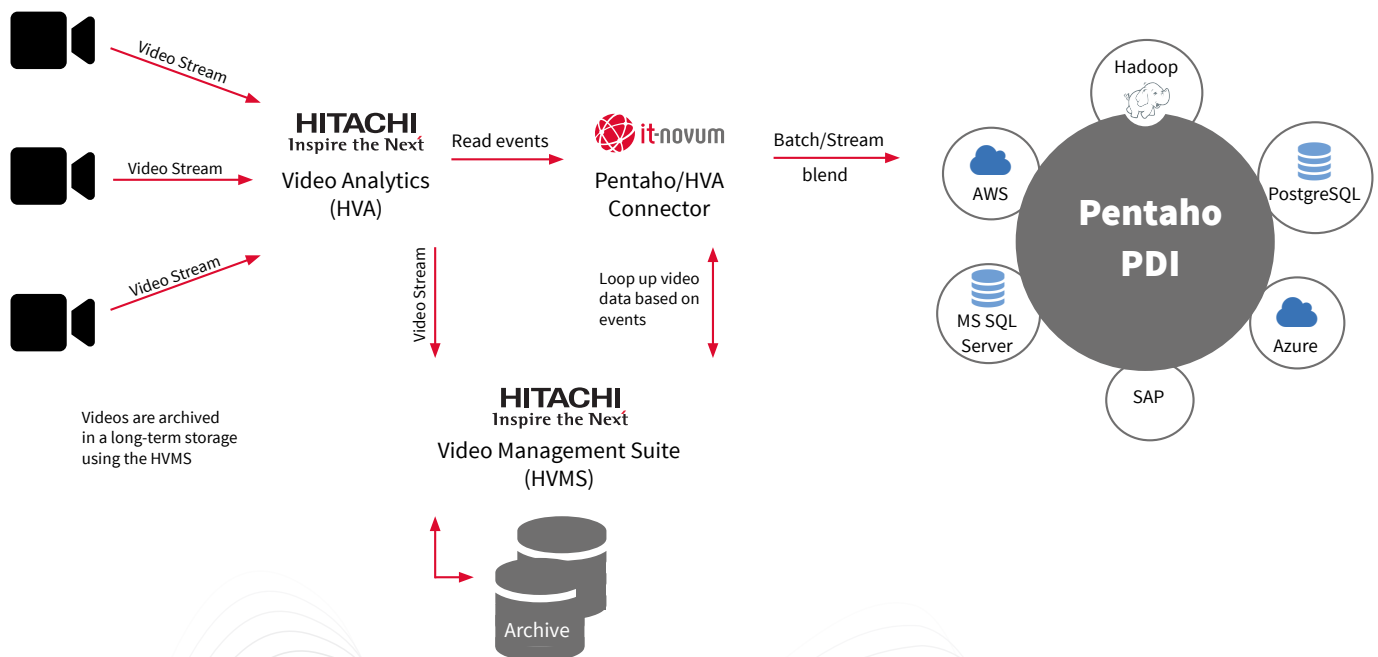 Video Stream
Video Stream
Video Stream
HITACHI
Inspire the Next
Video Analytics
(HVA)
Read events
it-novum
Pentaho/HVA
Connector
Batch/Stream
blend
Video Stream
Loop up video
data based on
events
HITACHI
Inspire the Next
Video Management Suite
(HVMS)
Archive
Videos are archived
in a long-term storage
using the HVMS
Hadoop
AWS
PostgreSQL
Pentaho
PDI
MS SQL
Server
Azure
SAP